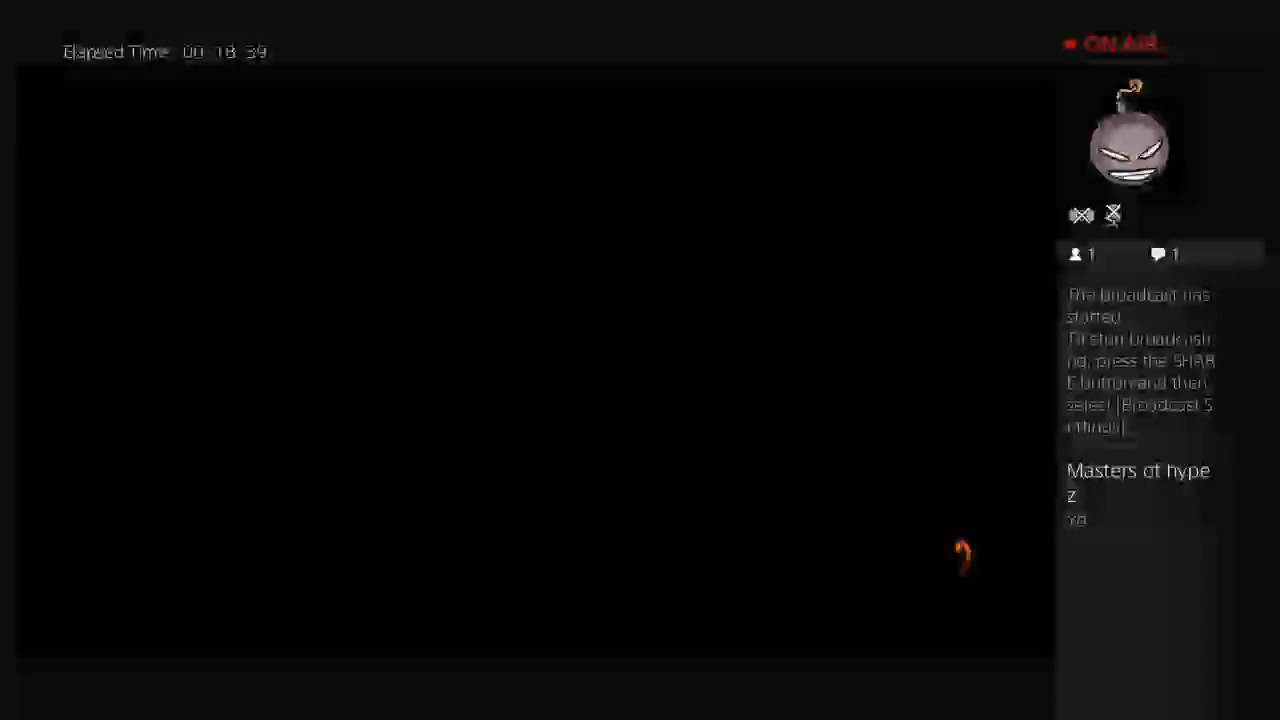 Elapsed Time: 00 18 39
ON AIR
1 1
The broadcast has
started.
To stop broadcasti
ng, press the SHAR
E button and then
select [Broadcast S
ettings]
Masters of hype
z
Yo